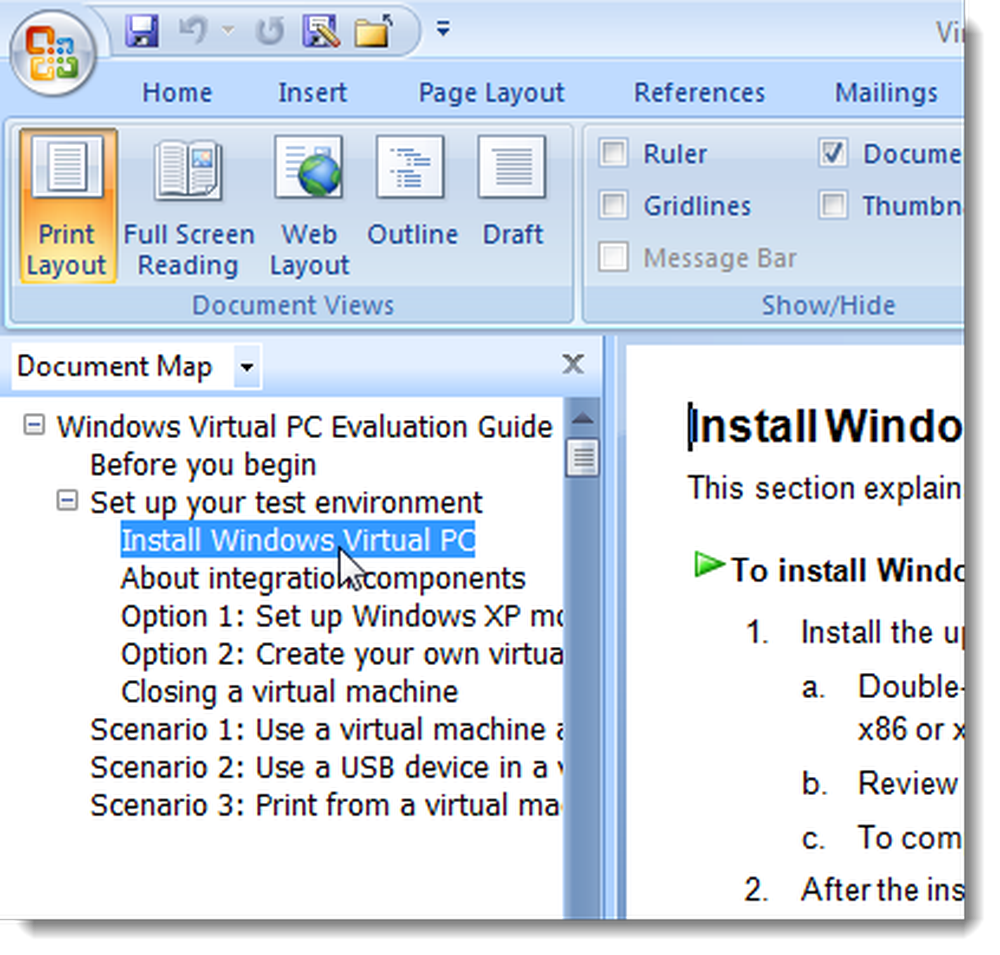 Home Insert Page Layout References Mailings
Ruler Docume
Gridlines
Message Bar
Print Layout
Full Screen Reading
Web Layout
Outline
Draft
Document Views Show/Hide
Document Map
Windows Virtual PC Evaluation Guide
Before you begin
Set up your test environment
Install Windows Virtual PC
About integration components
Option 1: Set up Windows XP mo
Option 2: Create your own virtua
Closing a virtual machine
Scenario 1: Use a virtual machine a
Scenario 2: Use a USB device in a v
Scenario 3: Print from a virtual ma
Install Windo
This section explain
To install Windo
1. Install the up
a. Double-
x86 or x
b. Review
c. To com
2. After the ins